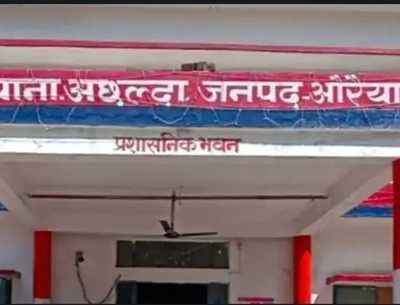 थाना.अछल्दा जनपद-औरैया
प्रशासनिक भवन